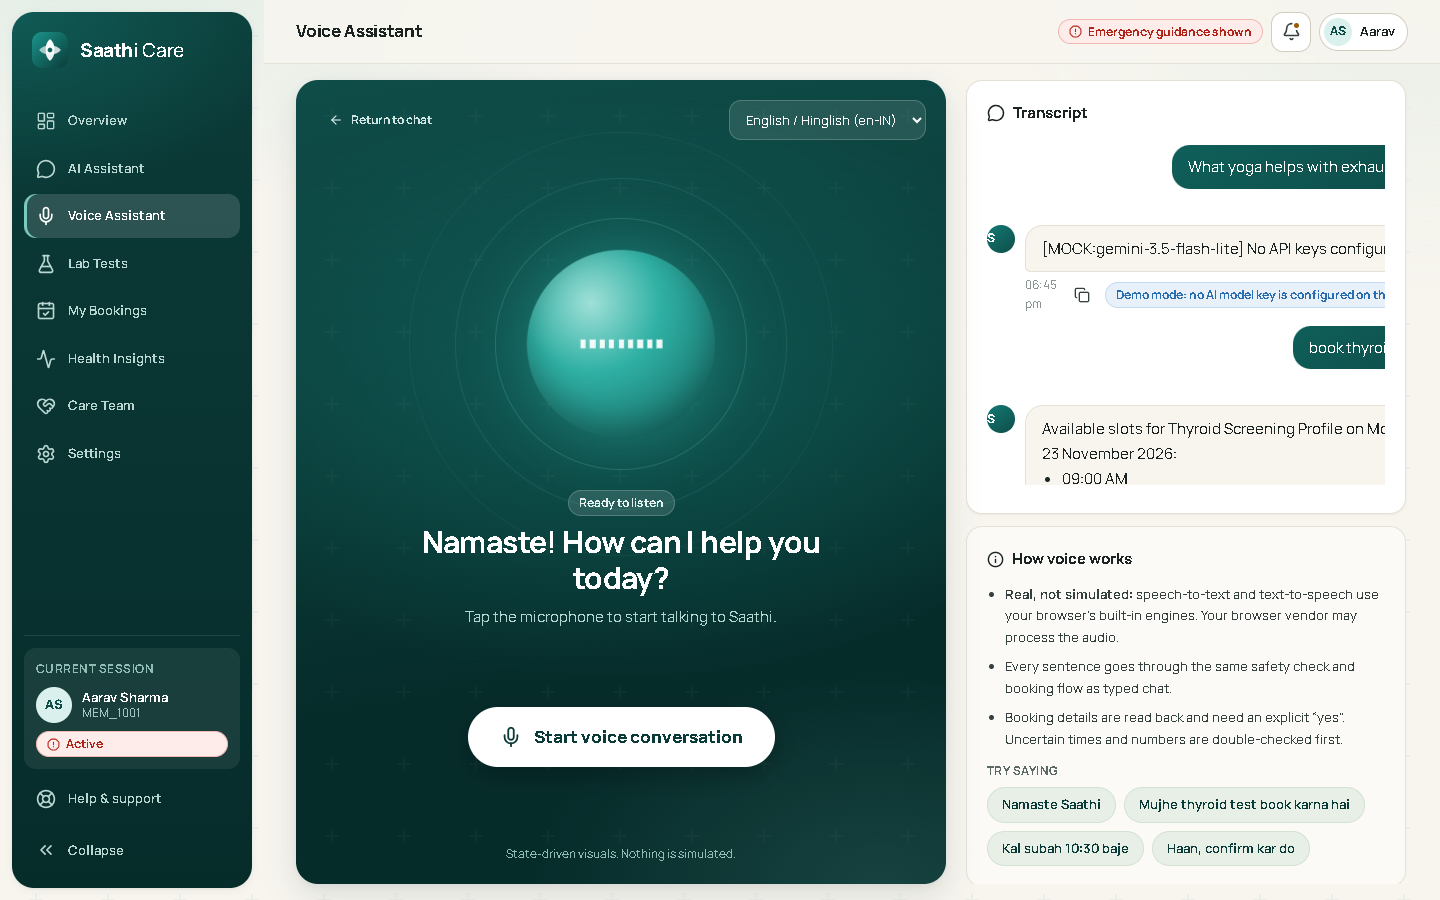 Saathi Care
Overview
AI Assistant
Voice Assistant
Lab Tests
My Bookings
Health Insights
Care Team
Settings
CURRENT SESSION
AS
Aarav Sharma
MEM_1001
Active
Help & support
Collapse
Voice Assistant
Emergency guidance shown
AS
Aarav
Return to chat
English / Hinglish (en-IN)
Ready to listen
Namaste! How can I help you
today?
Tap the microphone to start talking to Saathi.
Start voice conversation
State-driven visuals. Nothing is simulated.
Transcript
What yoga helps with exhau
S
[MOCK:gemini-3.5-flash-lite] No API keys configur
06:45
pm
Demo mode: no AI model key is configured on th
book thyroi
S
Available slots for Thyroid Screening Profile on Mo
23 November 2026:
• 09:00 AM
How voice works
• Real, not simulated: speech-to-text and text-to-speech use
your browser's built-in engines. Your browser vendor may
process the audio.
• Every sentence goes through the same safety check and
booking flow as typed chat.
• Booking details are read back and need an explicit "yes".
Uncertain times and numbers are double-checked first.
TRY SAYING
Namaste Saathi
Mujhe thyroid test book karna hai
Kal subah 10:30 baje
Haan, confirm kar do